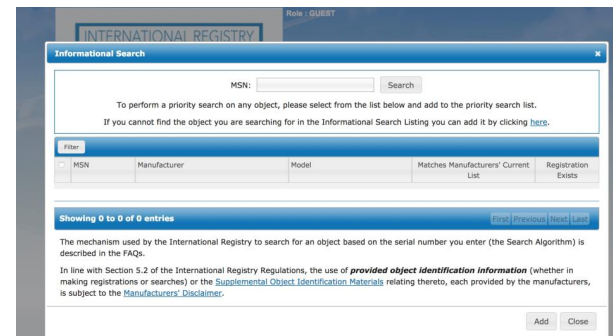 Role : GUEST
INTERNATIONAL REGISTRY
Informational Search
x
MSN:
Search
To perform a priority search on any object, please select from the list below and add to the priority search list.
If you cannot find the object you are searching for in the Informational Search Listing you can add it by clicking here.
Filter
MSN Manufacturer Model Matches Manufacturers' Current List Registration Exists
Showing 0 to 0 of 0 entries
First Previous Next Last
The mechanism used by the International Registry to search for an object based on the serial number you enter (the Search Algorithm) is
described in the FAQs.
In line with Section 5.2 of the International Registry Regulations, the use of provided object identification information (whether in
making registrations or searches) or the Supplemental Object Identification Materials relating thereto, each provided by the manufacturers,
is subject to the Manufacturers' Disclaimer.
Add Close